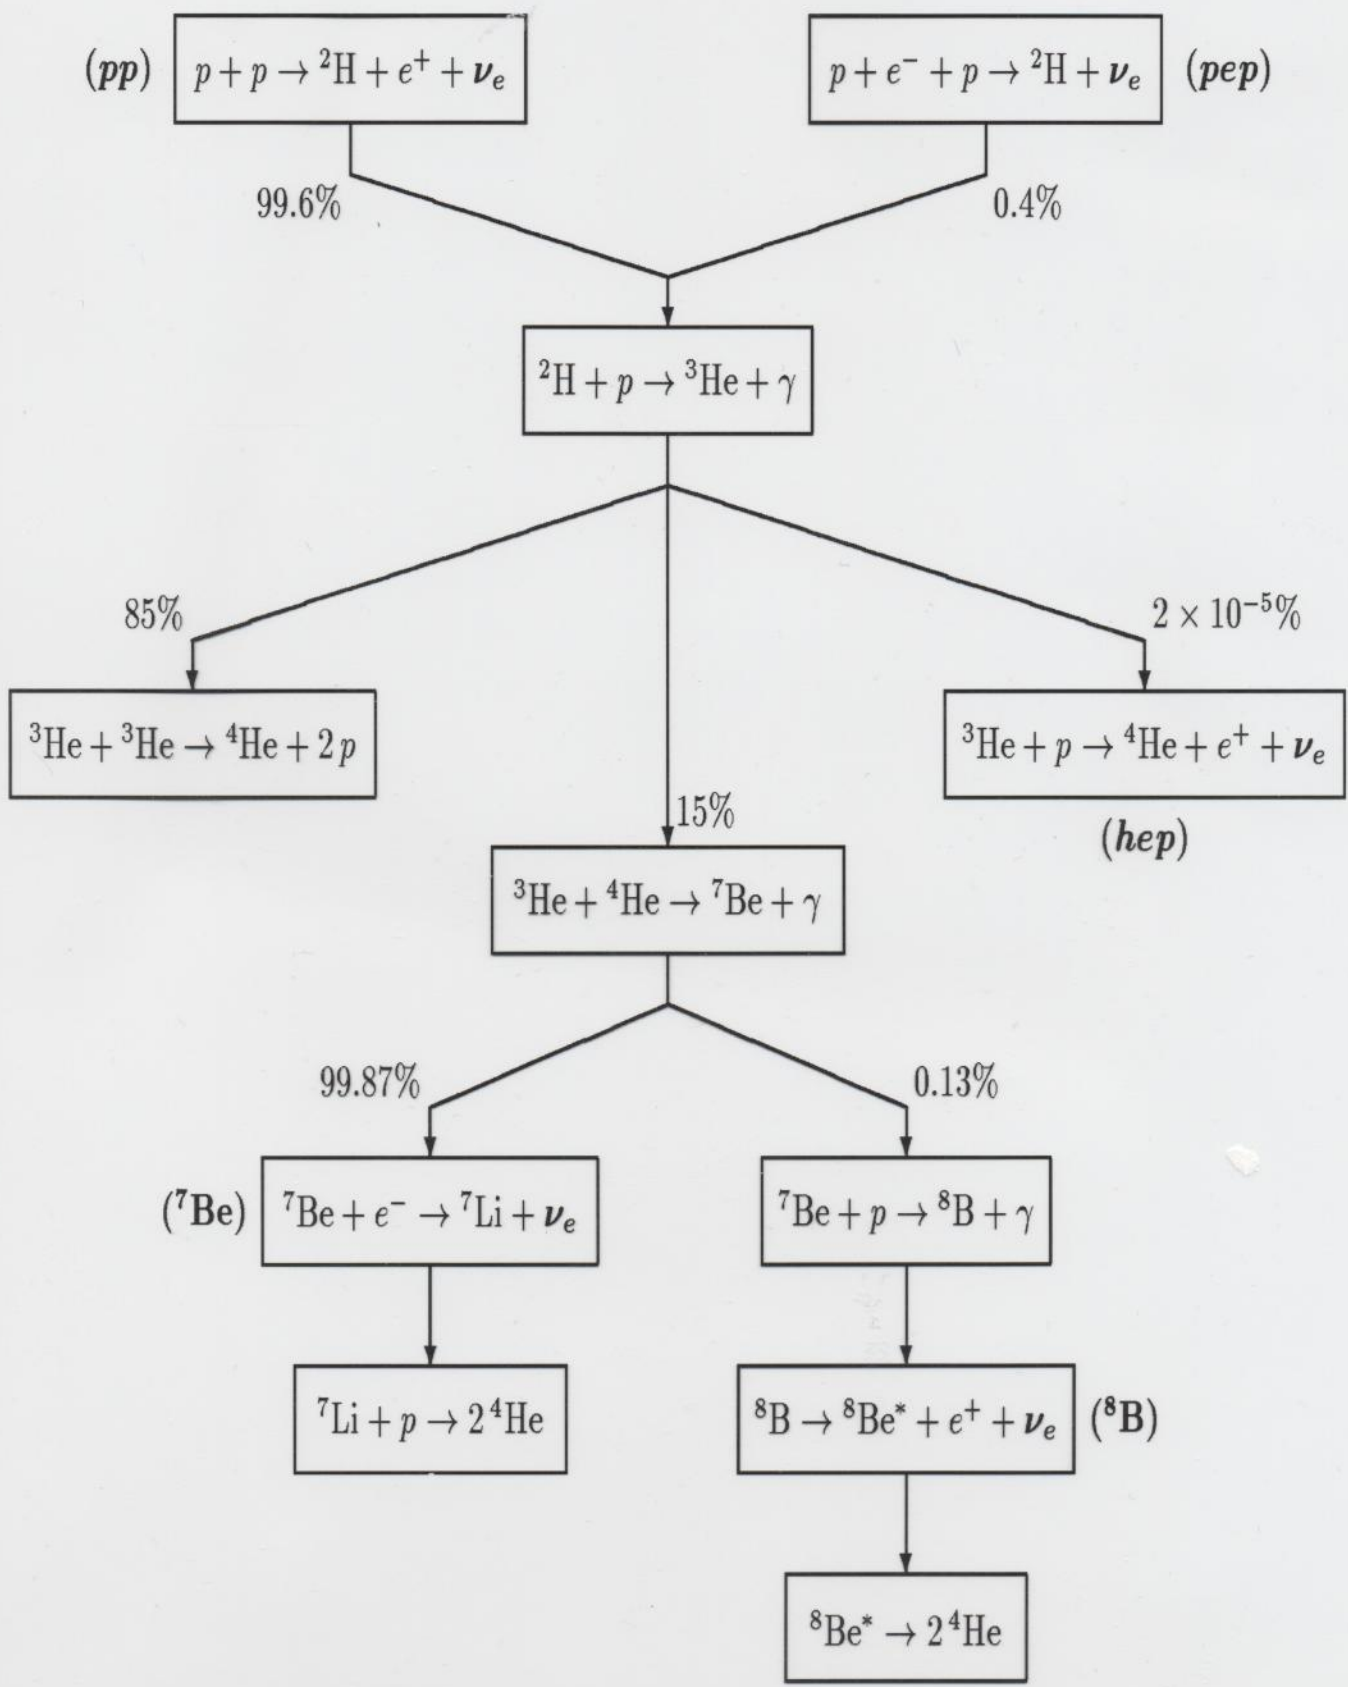 (pp) p + p → ²H + e⁺ + νₑ
p + e⁻ + p → ²H + νₑ (pep)
99.6%
0.4%
²H + p → ³He + γ
85%
2 × 10⁻⁵%
³He + ³He → ⁴He + 2 p
³He + p → ⁴He + e⁺ + νₑ
(hep)
15%
³He + ⁴He → ⁷Be + γ
99.87%
0.13%
(⁷Be) ⁷Be + e⁻ → ⁷Li + νₑ
⁷Be + p → ⁸B + γ
⁷Li + p → 2 ⁴He
⁸B → ⁸Be* + e⁺ + νₑ (⁸B)
⁸Be* → 2 ⁴He